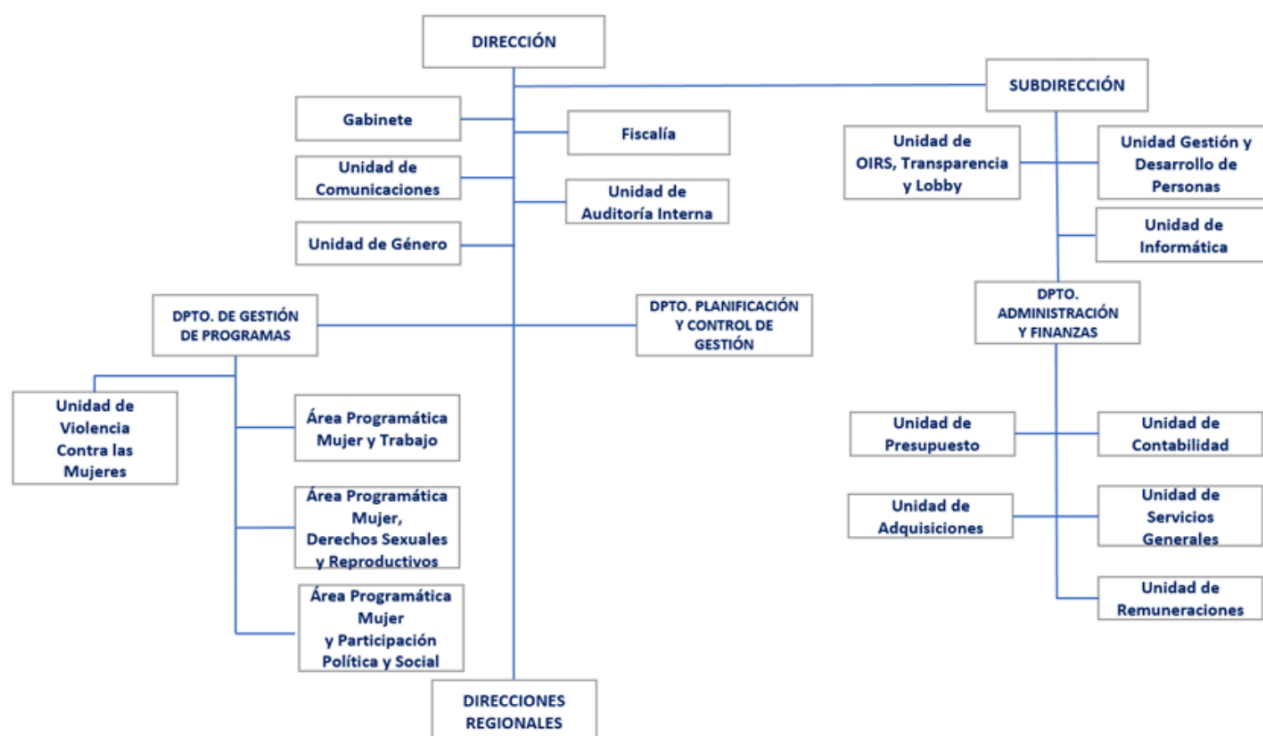 DIRECCIÓN
SUBDIRECCIÓN
Gabinete
Fiscalía
Unidad de
Comunicaciones
Unidad de
Auditoría Interna
Unidad de Género
Unidad de
OIRS, Transparencia
y Lobby
Unidad Gestión y
Desarrollo de
Personas
Unidad de
Informática
DPTO. DE GESTIÓN
DE PROGRAMAS
DPTO. PLANIFICACIÓN
Y CONTROL DE
GESTIÓN
DPTO.
ADMINISTRACIÓN
Y FINANZAS
Unidad de
Violencia
Contra las
Mujeres
Área Programática
Mujer y Trabajo
Área Programática
Mujer,
Derechos Sexuales
y Reproductivos
Área Programática
Mujer
y Participación
Política y Social
Unidad de
Presupuesto
Unidad de
Contabilidad
Unidad de
Adquisiciones
Unidad de
Servicios
Generales
Unidad de
Remuneraciones
DIRECCIONES
REGIONALES